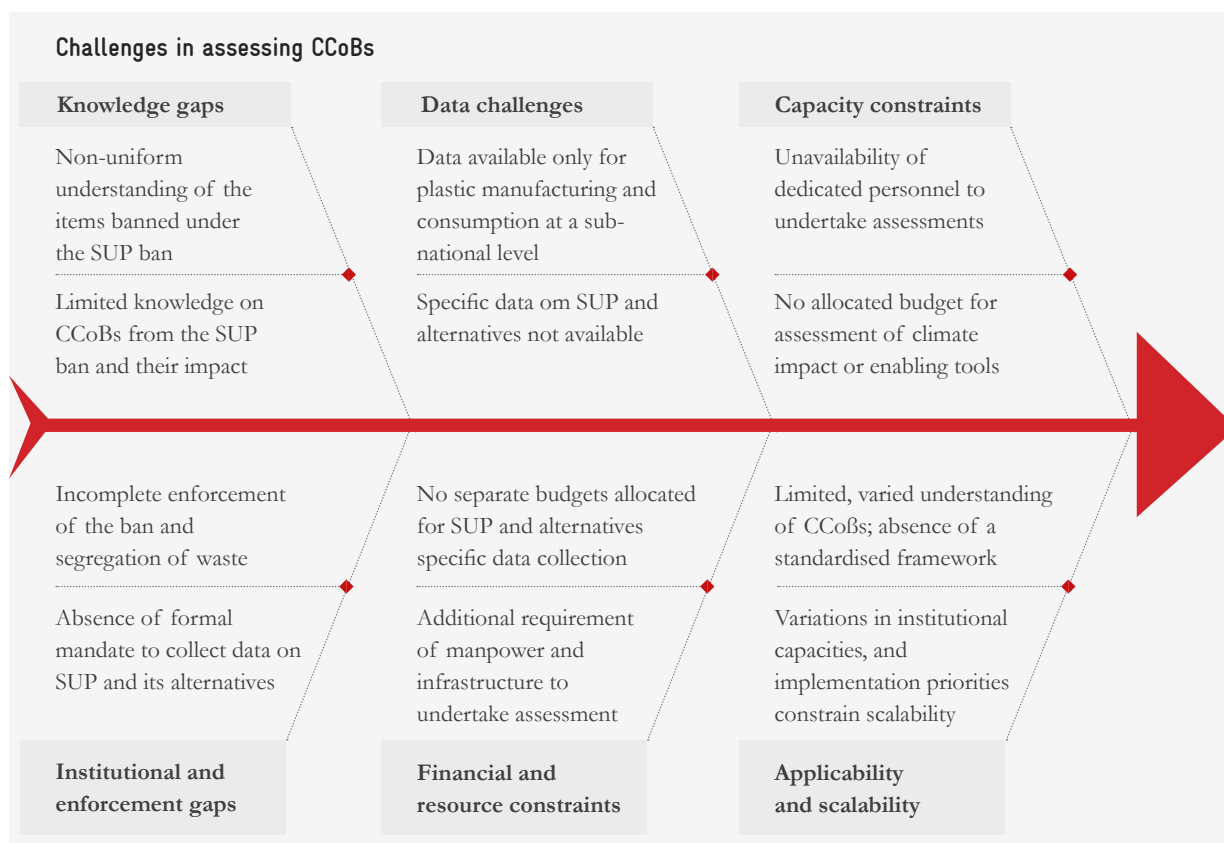 Challenges in assessing CCoBs
Knowledge gaps
Non-uniform
understanding of the
items banned under
the SUP ban
Limited knowledge on
CCoBs from the SUP
ban and their impact
Data challenges
Data available only for
plastic manufacturing and
consumption at a sub-
national level
Specific data om SUP and
alternatives not available
Capacity constraints
Unavailability of
dedicated personnel to
undertake assessments
No allocated budget for
assessment of climate
impact or enabling tools
Incomplete enforcement
of the ban and
segregation of waste
Absence of formal
mandate to collect data on
SUP and its alternatives
Institutional and
enforcement gaps
No separate budgets allocated
for SUP and alternatives
specific data collection
Additional requirement
of manpower and
infrastructure to
undertake assessment
Financial and
resource constraints
Limited, varied understanding
of CCoßs; absence of a
standardised framework
Variations in institutional
capacities, and
implementation priorities
constrain scalability
Applicability
and scalability